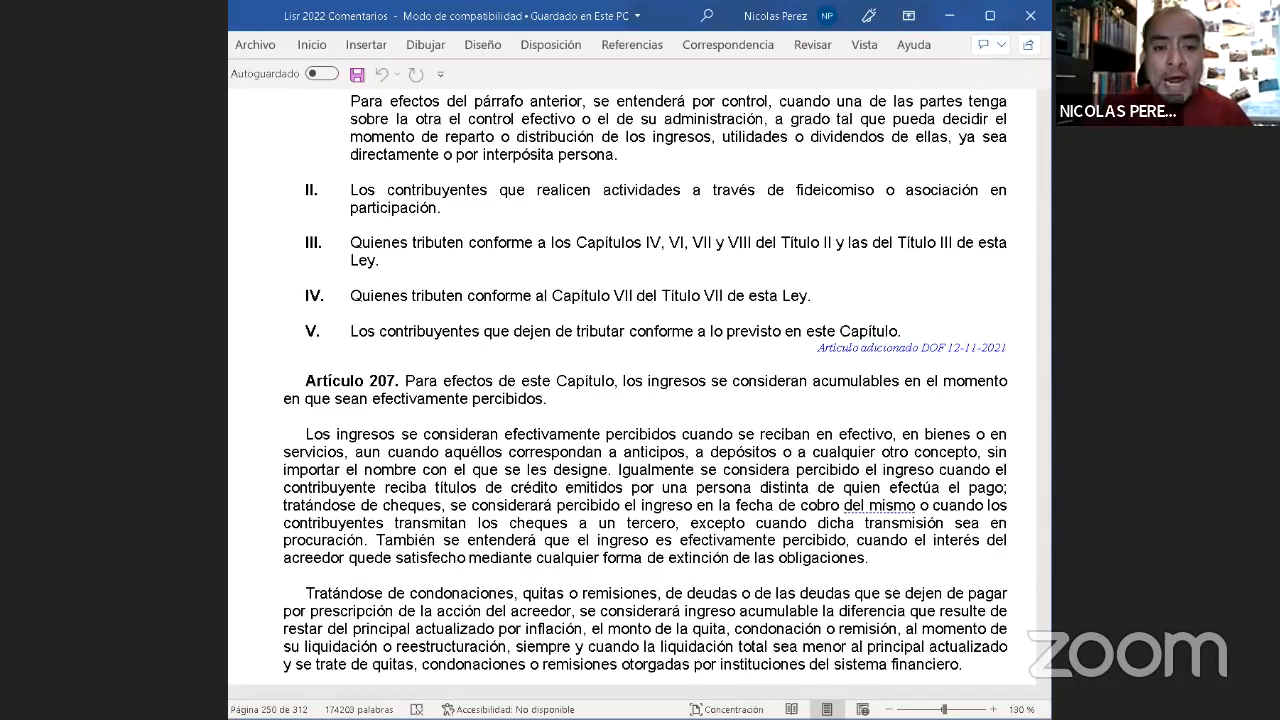 Lisr 2022 Comentarios - Modo de compatibilidad • Guardado en Este PC
Nicolas Perez NP
Archivo Inicio Insertar Dibujar Diseño Disposición Referencias Correspondencia Revisar Vista Ayuda
Autoguardado
NICOLAS PERE...
Para efectos del párrafo anterior, se entenderá por control, cuando una de las partes tenga
sobre la otra el control efectivo o el de su administración, a grado tal que pueda decidir el
momento de reparto o distribución de los ingresos, utilidades o dividendos de ellas, ya sea
directamente o por interpósita persona.
II. Los contribuyentes que realicen actividades a través de fideicomiso o asociación en
participación.
III. Quienes tributen conforme a los Capítulos IV, VI, VII y VIII del Título II y las del Título III de esta
Ley.
IV. Quienes tributen conforme al Capítulo VII del Título VII de esta Ley.
V. Los contribuyentes que dejen de tributar conforme a lo previsto en este Capítulo.
Artículo adicionado DOF 12-11-2021
Artículo 207. Para efectos de este Capítulo, los ingresos se consideran acumulables en el momento
en que sean efectivamente percibidos.
Los ingresos se consideran efectivamente percibidos cuando se reciban en efectivo, en bienes o en
servicios, aun cuando aquéllos correspondan a anticipos, a depósitos o a cualquier otro concepto, sin
importar el nombre con el que se les designe. Igualmente se considera percibido el ingreso cuando el
contribuyente reciba títulos de crédito emitidos por una persona distinta de quien efectúa el pago;
tratándose de cheques, se considerará percibido el ingreso en la fecha de cobro del mismo o cuando los
contribuyentes transmitan los cheques a un tercero, excepto cuando dicha transmisión sea en
procuración. También se entenderá que el ingreso es efectivamente percibido, cuando el interés del
acreedor quede satisfecho mediante cualquier forma de extinción de las obligaciones.
Tratándose de condonaciones, quitas o remisiones, de deudas o de las deudas que se dejen de pagar
por prescripción de la acción del acreedor, se considerará ingreso acumulable la diferencia que resulte de
restar del principal actualizado por inflación, el monto de la quita, condonación o remisión, al momento de
su liquidación o reestructuración, siempre y cuando la liquidación total sea menor al principal actualizado
y se trate de quitas, condonaciones o remisiones otorgadas por instituciones del sistema financiero.
zoom
Página 250 de 312 174203 palabras Accesibilidad: No disponible Concentración 130 %